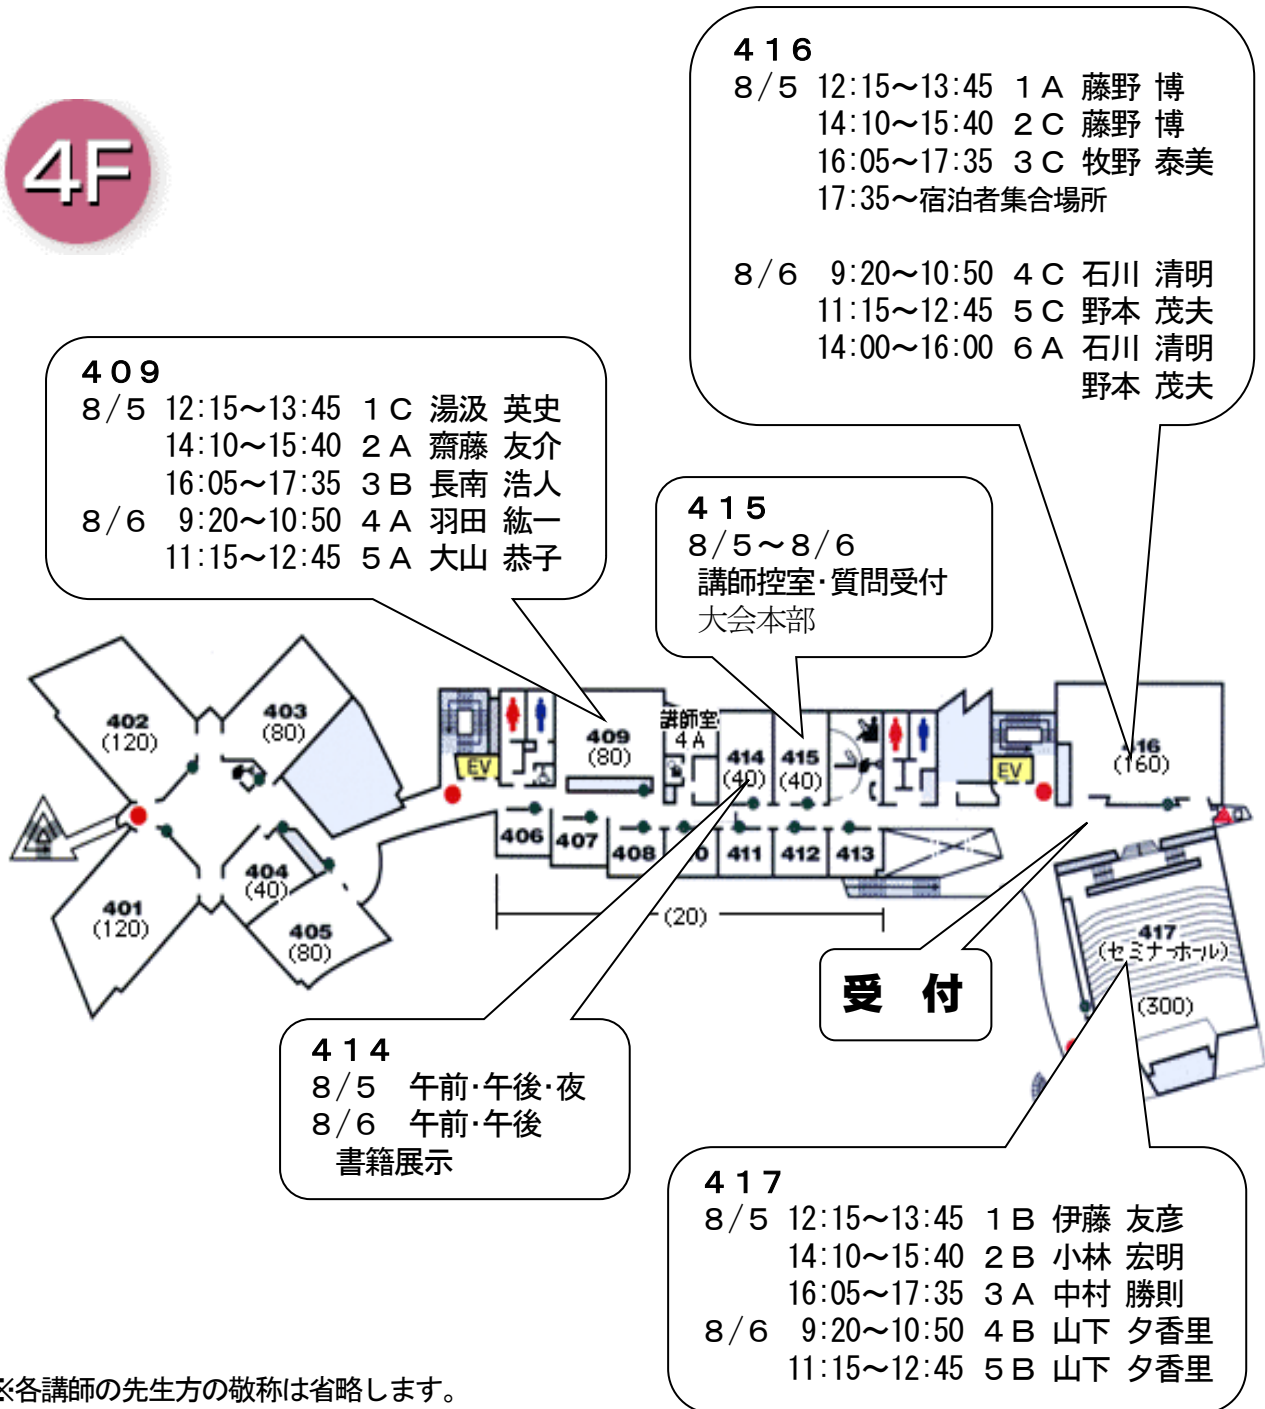 ４１６
８/５ 12:15～13:45 １Ａ 藤野 博
14:10～15:40 ２Ｃ 藤野 博
16:05～17:35 ３Ｃ 牧野 泰美
17:35～宿泊者集合場所
８/６ 9:20～10:50 ４Ｃ 石川 清明
11:15～12:45 ５Ｃ 野本 茂夫
14:00～16:00 ６Ａ 石川 清明
野本 茂夫
4F
４０９
８/５ 12:15～13:45 １Ｃ 湯汲 英史
14:10～15:40 ２Ａ 齋藤 友介
16:05～17:35 ３Ｂ 長南 浩人
８/６ 9:20～10:50 ４Ａ 羽田 紘一
11:15～12:45 ５Ａ 大山 恭子
４１５
８/５～８/６
講師控室・質問受付
大会本部
402
(120)
403
(80)
EV
409
(80)
講師室
4A
414
(40)
415
(40)
EV
416
(160)
406
407
408
411
412
413
404
(40)
401
(120)
405
(80)
(20)
417
(セミナーホール)
(300)
受 付
４１４
８/５ 午前・午後・夜
８/６ 午前・午後
書籍展示
４１７
８/５ 12:15～13:45 １Ｂ 伊藤 友彦
14:10～15:40 ２Ｂ 小林 宏明
16:05～17:35 ３Ａ 中村 勝則
８/６ 9:20～10:50 ４Ｂ 山下 夕香里
11:15～12:45 ５Ｂ 山下 夕香里
※各講師の先生方の敬称は省略します。